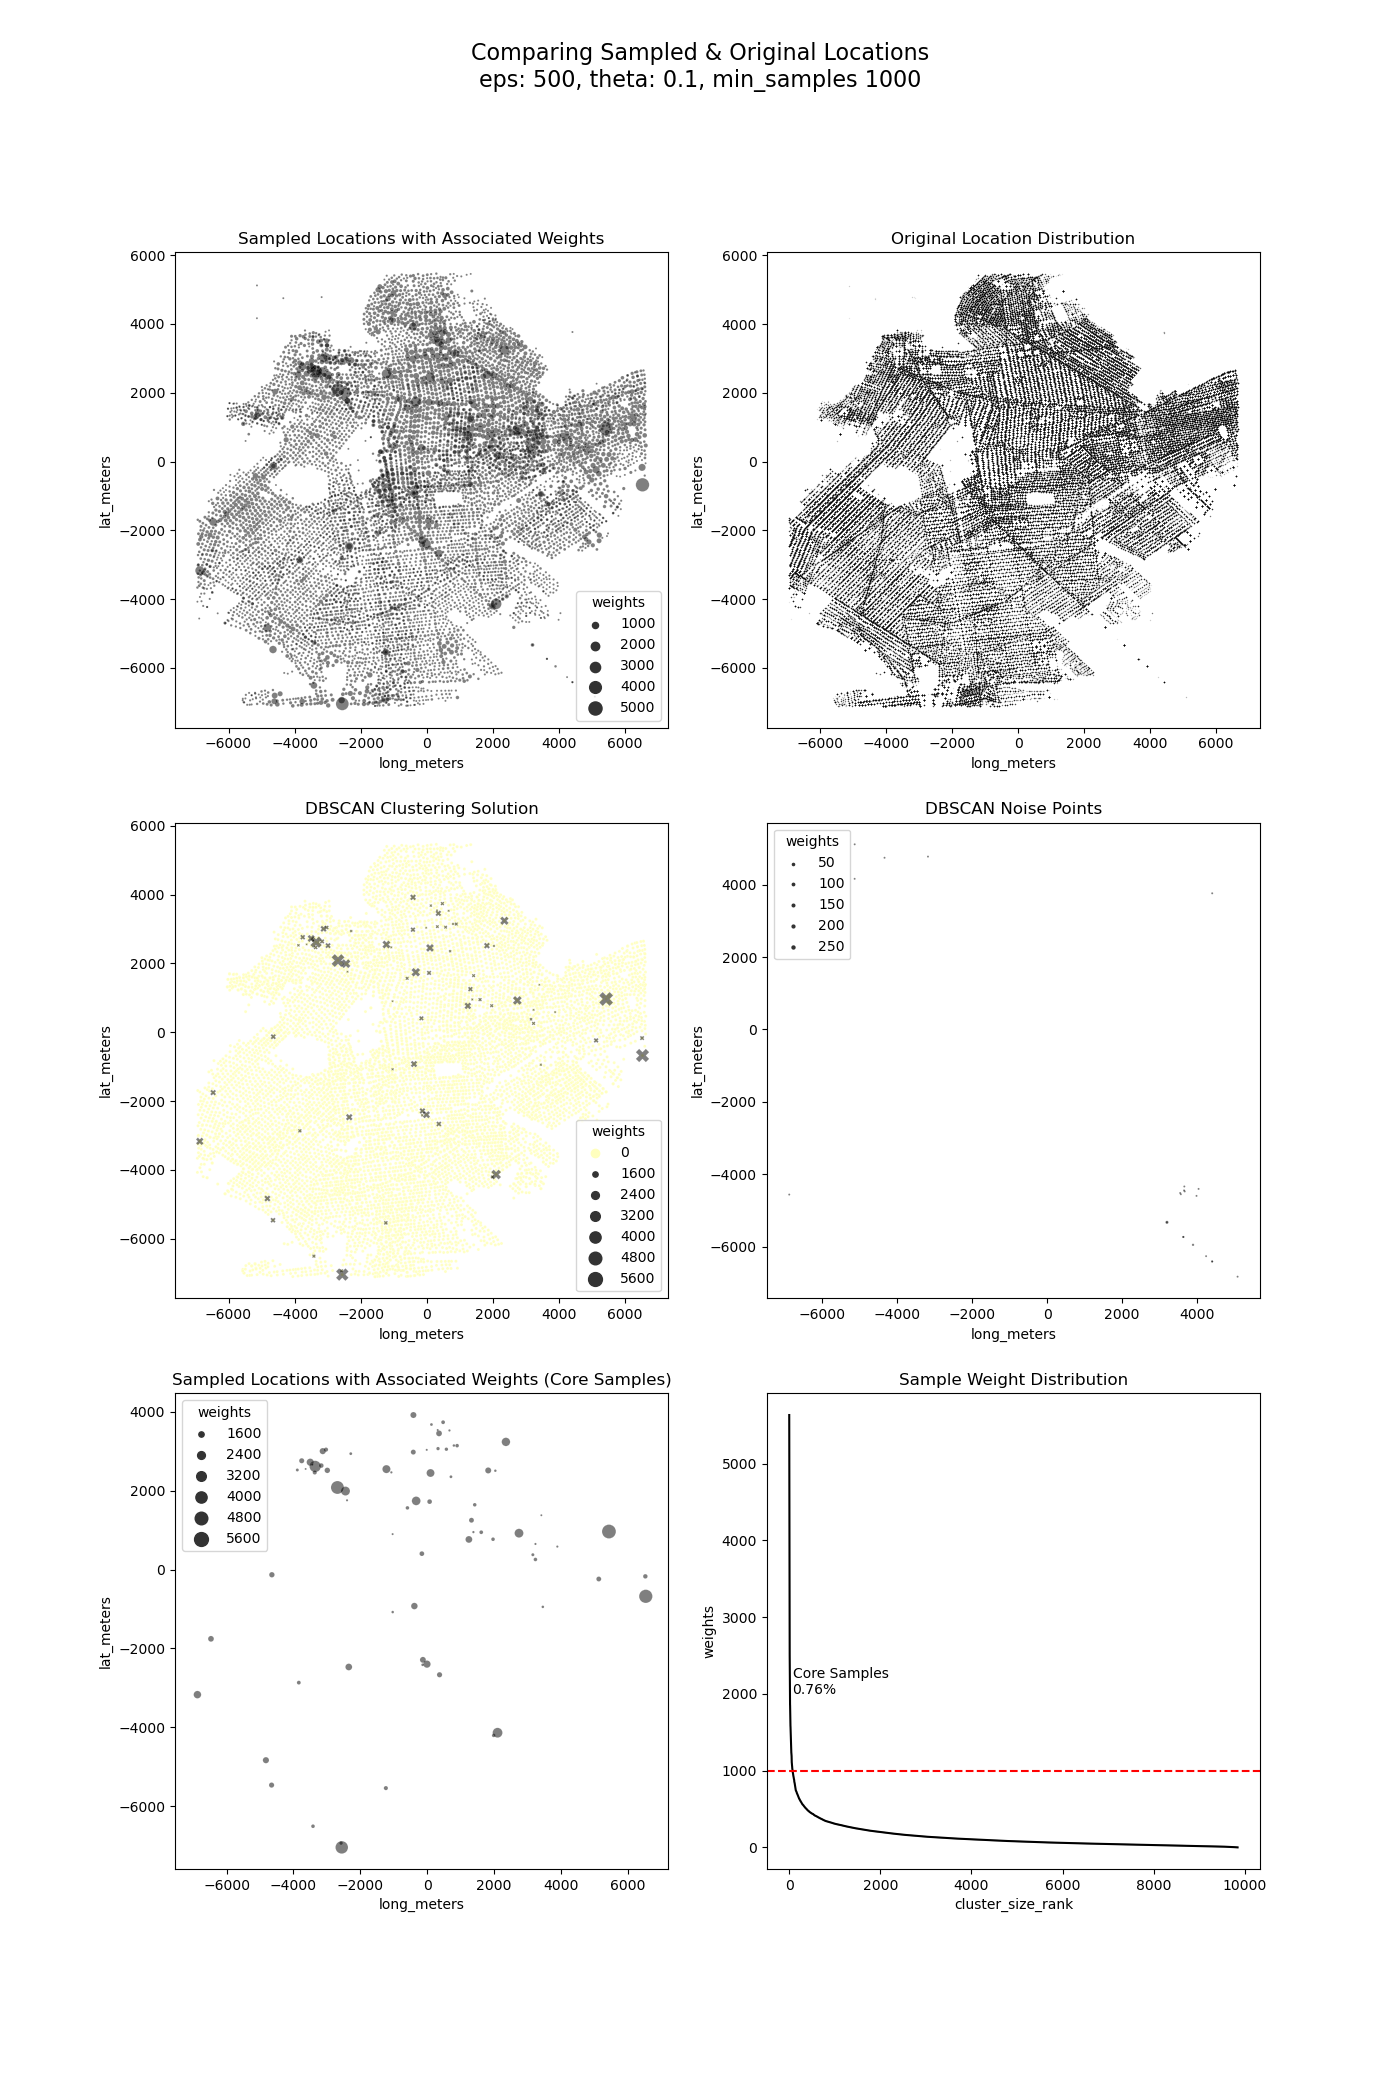 Comparing Sampled & Original Locations
eps: 500, theta: 0.1, min_samples 1000
Sampled Locations with Associated Weights
6000
4000
2000
0
−2000
−4000
−6000
lat_meters
weights
1000
2000
3000
4000
5000
−6000 −4000 −2000 0 2000 4000 6000
long_meters
Original Location Distribution
6000
4000
2000
0
−2000
−4000
−6000
lat_meters
−6000 −4000 −2000 0 2000 4000 6000
long_meters
DBSCAN Clustering Solution
6000
4000
2000
0
−2000
−4000
−6000
lat_meters
weights
0
1600
2400
3200
4000
4800
5600
−6000 −4000 −2000 0 2000 4000 6000
long_meters
DBSCAN Noise Points
weights
50
100
150
200
250
4000
2000
0
−2000
−4000
−6000
lat_meters
−6000 −4000 −2000 0 2000 4000
long_meters
Sampled Locations with Associated Weights (Core Samples)
weights
1600
2400
3200
4000
4800
5600
4000
2000
0
−2000
−4000
−6000
lat_meters
−6000 −4000 −2000 0 2000 4000 6000
long_meters
Sample Weight Distribution
5000
4000
3000
2000
1000
0
weights
Core Samples
0.76%
0 2000 4000 6000 8000 10000
cluster_size_rank